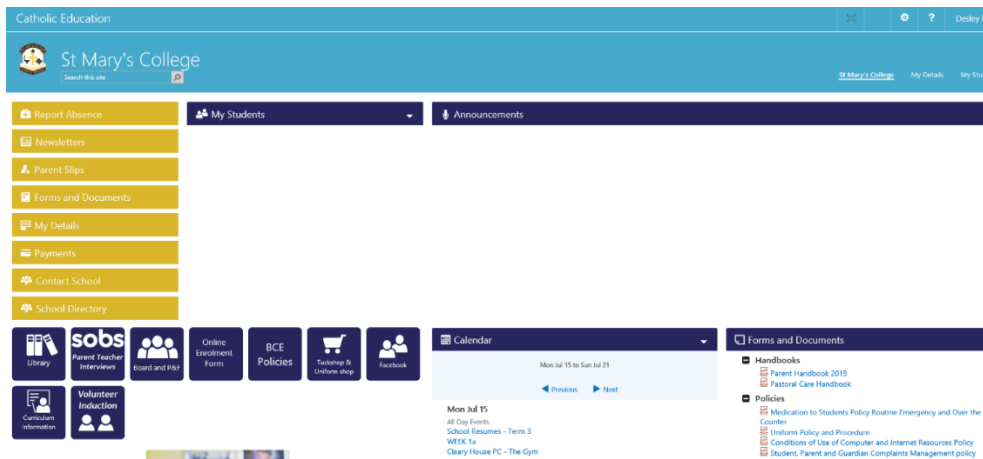 Catholic Education
? Desley
St Mary's College
Search this site
St Mary's College My Details My Stu
Report Absence
Newsletters
Parent Slips
Forms and Documents
My Details
Payments
Contact School
School Directory
My Students
Announcements
Library
sobs
Parent Teacher
Interviews
Board and P&F
Online
Enrolment
Form
BCE
Policies
Tuckshop &
Uniform shop
Facebook
Curriculum
Information
Volunteer
Induction
Calendar
Mon Jul 15 to Sun Jul 21
Previous Next
Mon Jul 15
All Day Events
School Resumes - Term 3
WEEK 1a
Cleary House PC - The Gym
Forms and Documents
Handbooks
Parent Handbook 2019
Pastoral Care Handbook
Policies
Medication to Students Policy Routine Emergency and Over the
Counter
Uniform Policy and Procedure
Conditions of Use of Computer and Internet Resources Policy
Student, Parent and Guardian Complaints Management policy